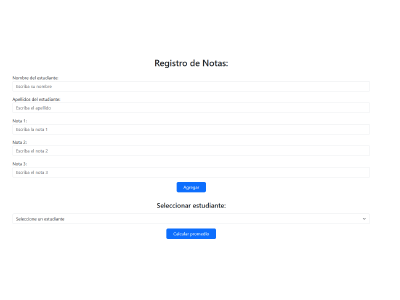 Registro de Notas:
Nombre del estudiante:
Escriba su nombre
Apellidos del estudiante:
Escriba el apellido
Nota 1:
Escriba la nota 1
Nota 2:
Escriba el nota 2
Nota 3:
Escriba el nota 3
Agregar
Seleccionar estudiante:
Seleccione un estudiante
Calcular promedio